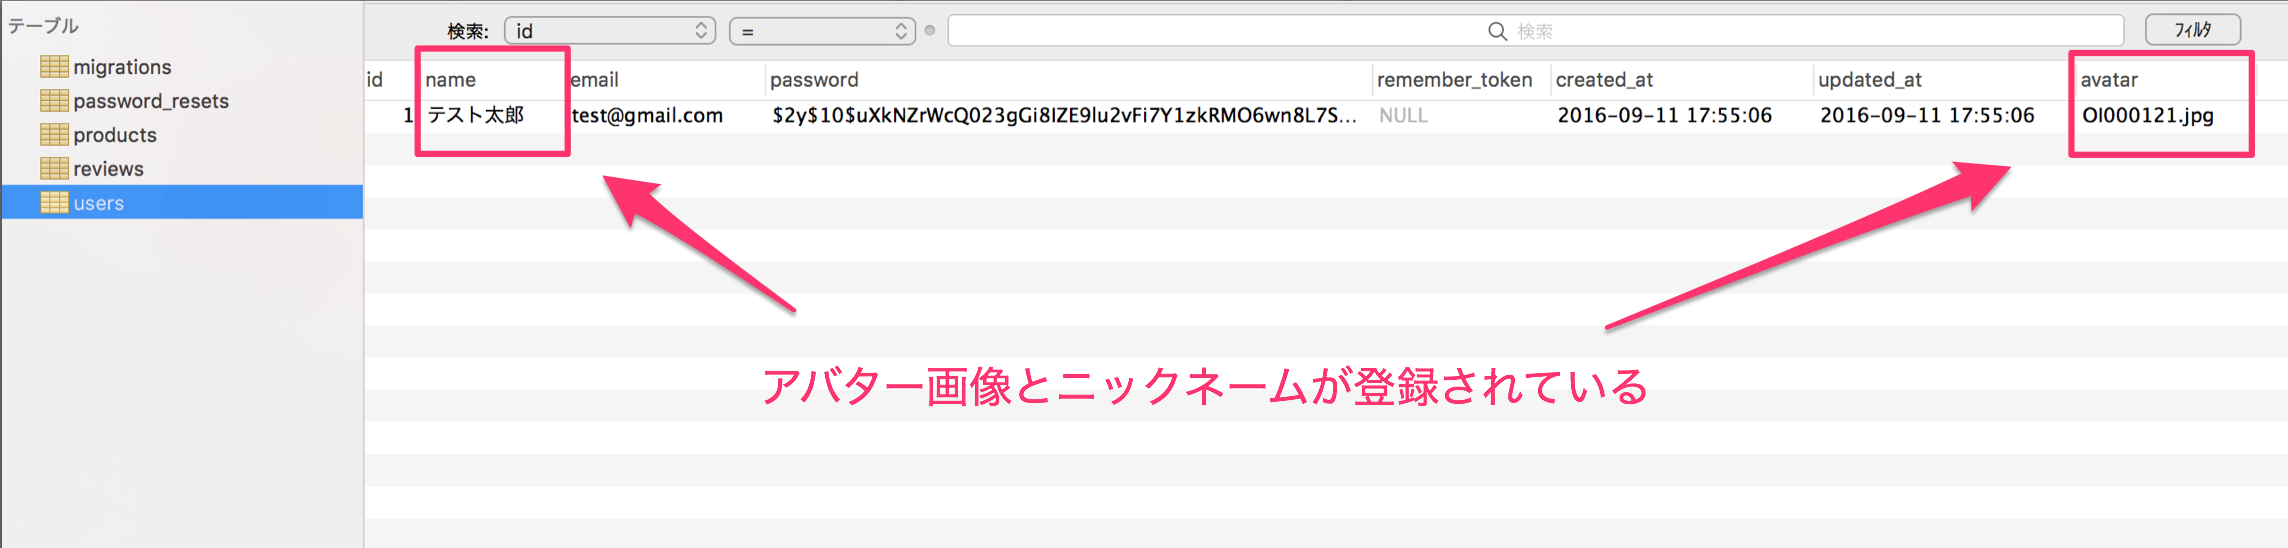 テーブル
migrations
password_resets
products
reviews
users
検索: id = 検索 フィルタ
id name email password remember_token created_at updated_at avatar
1 テスト太郎 test@gmail.com $2y$10$uXkNZrWcQ023gGi8IZE9lu2vFi7Y1zkRMO6wn8L7S... NULL 2016-09-11 17:55:06 2016-09-11 17:55:06 OI000121.jpg
アバター画像とニックネームが登録されている